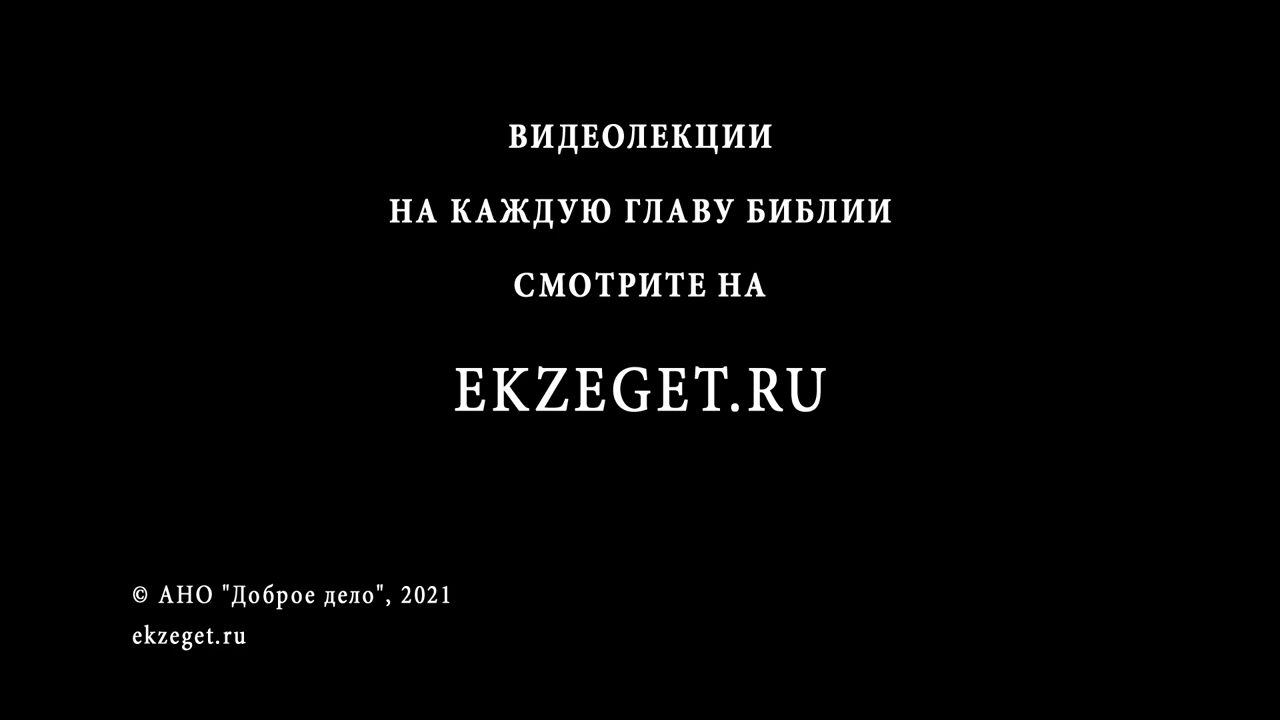 ВИДЕОЛЕКЦИИ
НА КАЖДУЮ ГЛАВУ БИБЛИИ
СМОТРИТЕ НА
EKZEGET.RU
© АНО "Доброе дело", 2021
ekzeget.ru